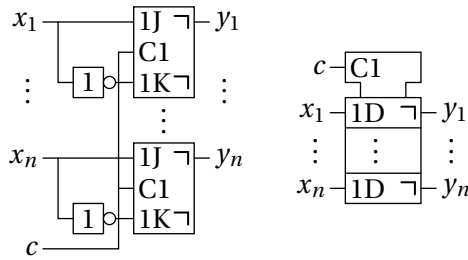 x₁ 1J ¬ y₁
C1
⋮ 1 1K ¬ ⋮
⋮
xₙ 1J ¬ yₙ
C1
1 1K ¬
c
c C1
x₁ 1D ¬ y₁
⋮ ⋮ ⋮
xₙ 1D ¬ yₙ